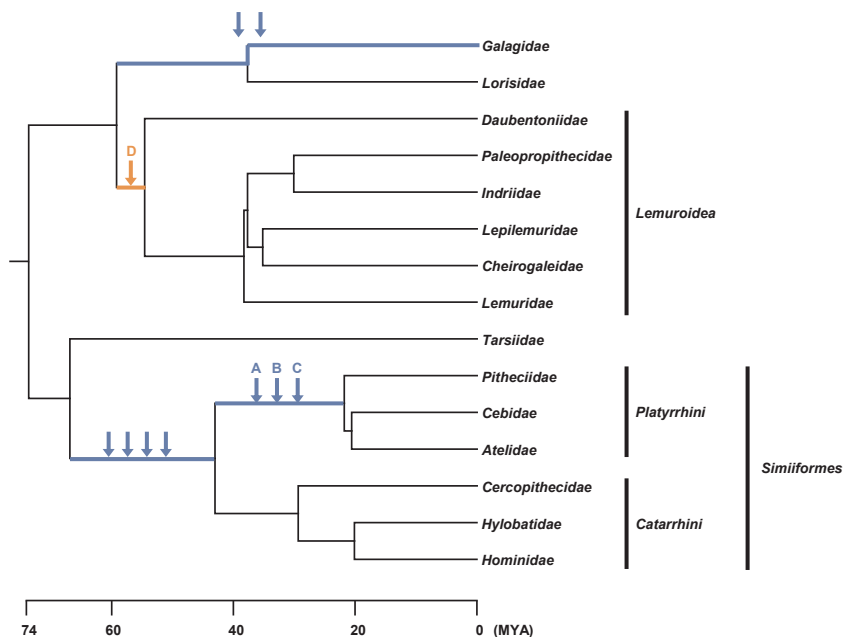 Galagidae
Lorisidae
Daubentoniidae
D
Paleopropithecidae
Indriidae
Lemuroidea
Lepilemuridae
Cheirogaleidae
Lemuridae
Tarsiidae
A B C
Pitheciidae
Cebidae
Platyrrhini
Atelidae
Simiiformes
Cercopithecidae
Hylobatidae
Catarrhini
Hominidae
74 60 40 20 0 (MYA)